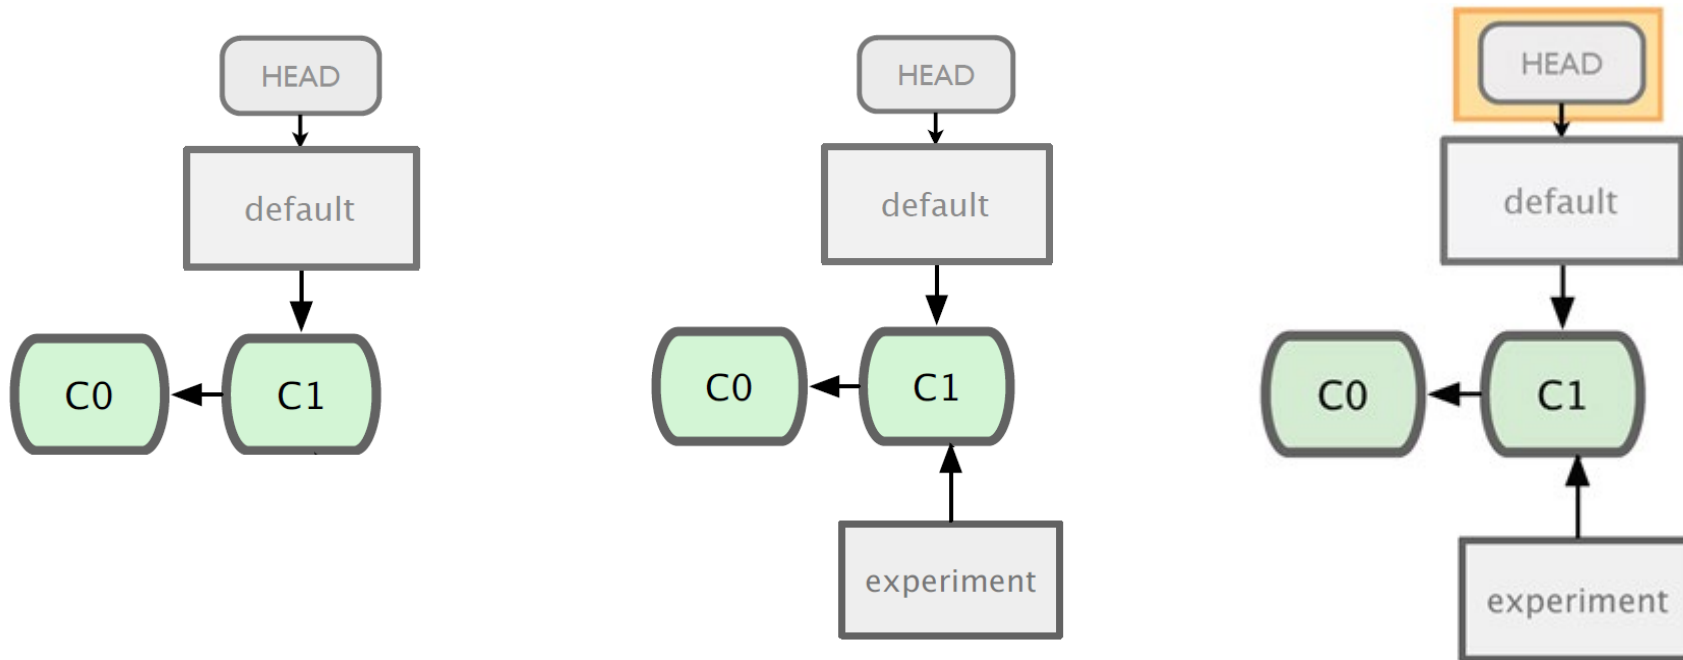 HEAD
default
C0
C1
HEAD
default
C0
C1
experiment
HEAD
default
C0
C1
experiment